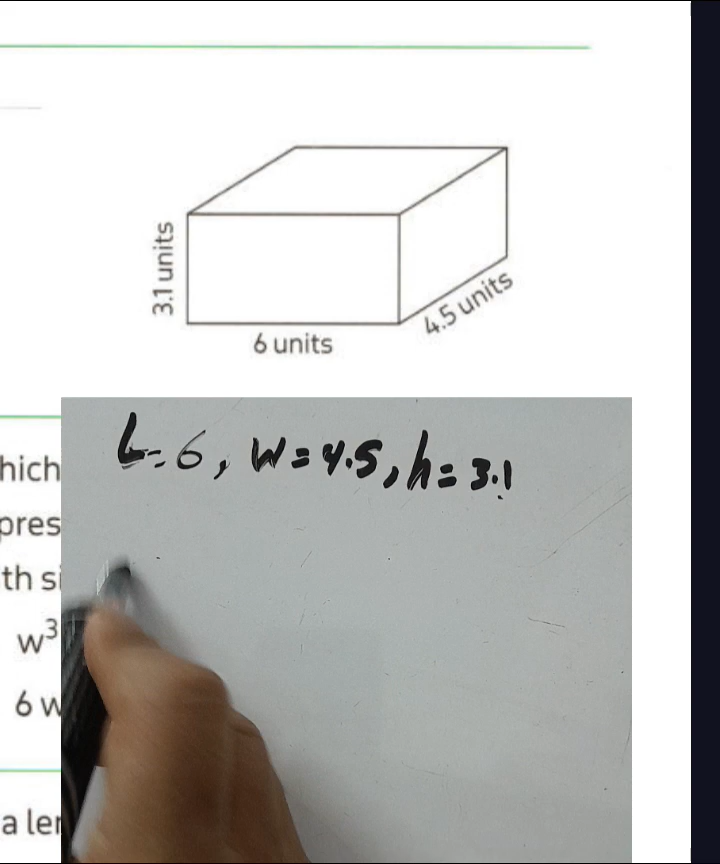 3.1 units
4.5 units
6 units
L=6, W=4.5, h=3.1
hich
pres
th si
w³
6 w
a ler